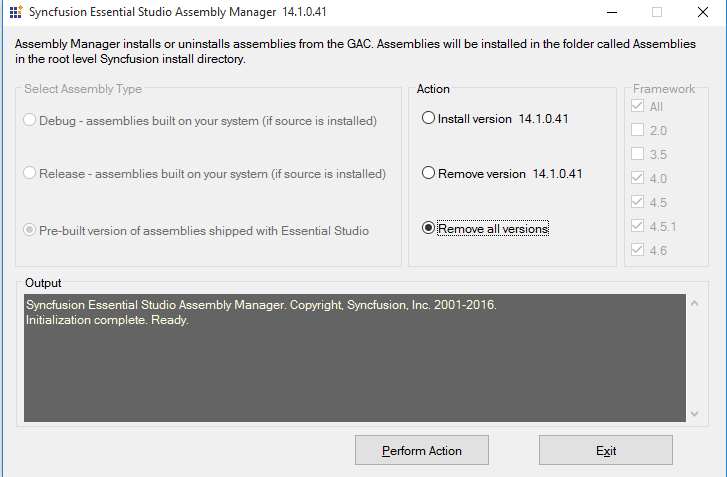 Syncfusion Essential Studio Assembly Manager 14.1.0.41
Assembly Manager installs or uninstalls assemblies from the GAC. Assemblies will be installed in the folder called Assemblies
in the root level Syncfusion install directory.
Select Assembly Type
Debug - assemblies built on your system (if source is installed)
Release - assemblies built on your system (if source is installed)
Pre-built version of assemblies shipped with Essential Studio
Action
Install version 14.1.0.41
Remove version 14.1.0.41
Remove all versions
Framework
All
2.0
3.5
4.0
4.5
4.5.1
4.6
Output
Syncfusion Essential Studio Assembly Manager. Copyright, Syncfusion, Inc. 2001-2016.
Initialization complete. Ready.
Perform Action
Exit